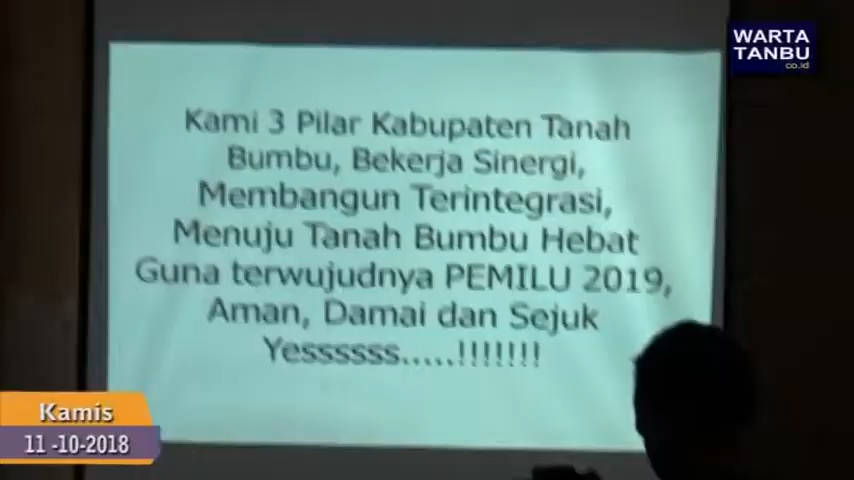 WARTA
TANBU
co.id
Kami 3 Pilar Kabupaten Tanah
Bumbu, Bekerja Sinergi,
Membangun Terintegrasi,
Menuju Tanah Bumbu Hebat
Guna terwujudnya PEMILU 2019,
Aman, Damai dan Sejuk
Yessssss.....!!!!!!!
Kamis
11 -10-2018